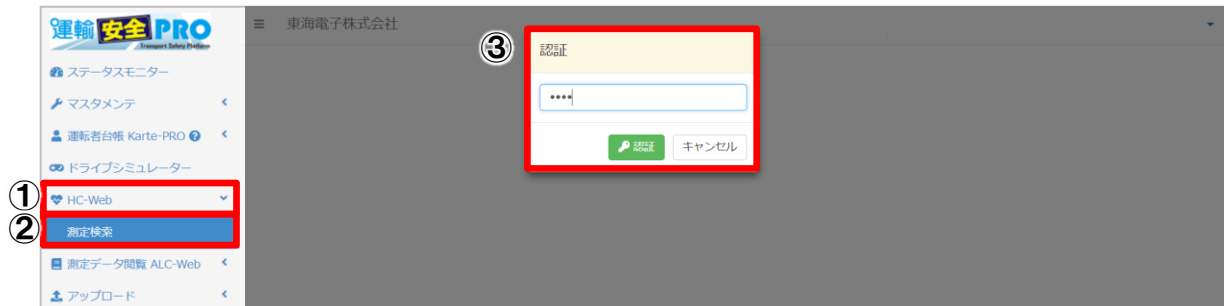 運輸安全PRO
Transport Safety Platform
ステータスモニター
マスタメンテ
運転者台帳 Karte-PRO
ドライブシミュレーター
① HC-Web
② 測定検索
測定データ閲覧 ALC-Web
アップロード
東海電子株式会社
③
認証
••••
認証 キャンセル